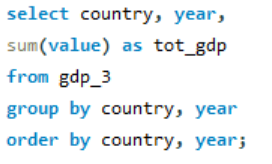 select country, year,
sum(value) as tot_gdp
from gdp_3
group by country, year
order by country, year;